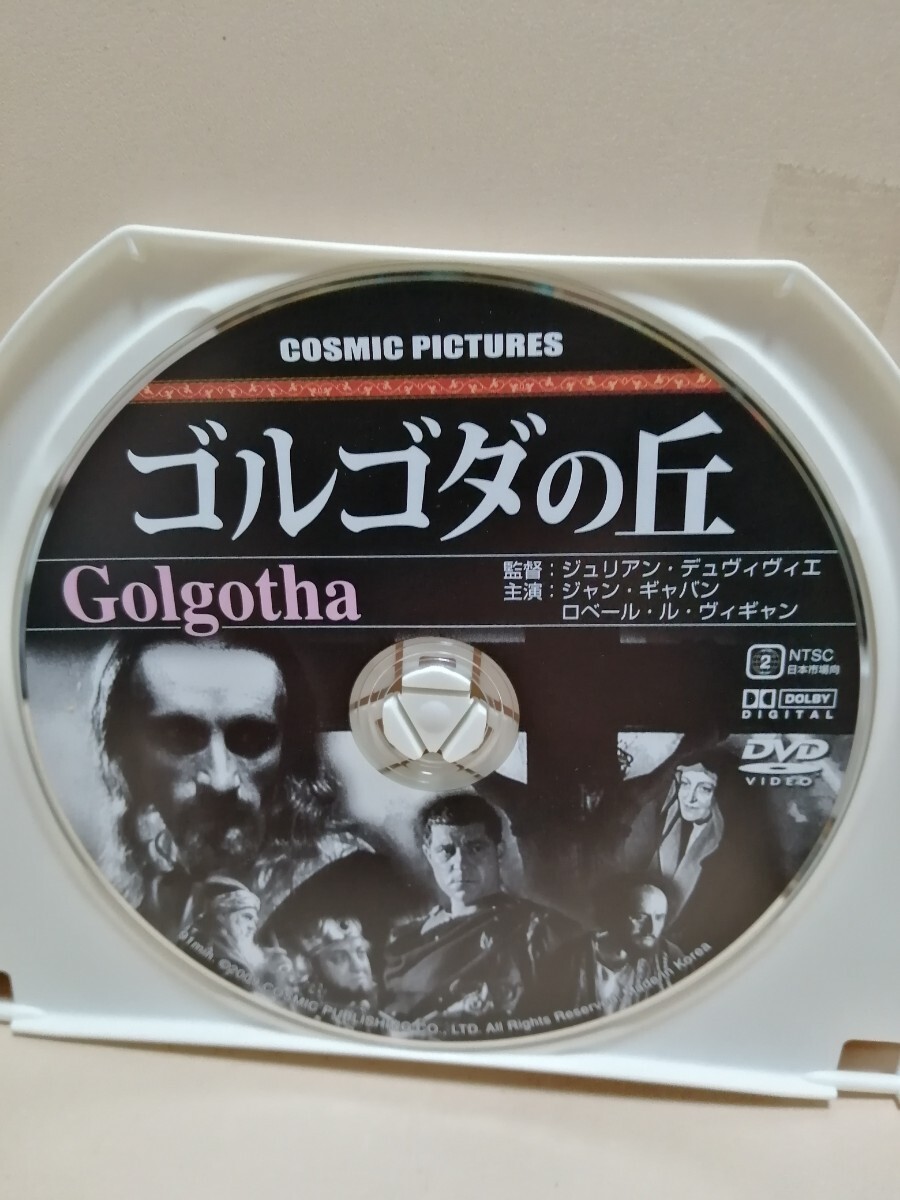 COSMIC PICTURES
ゴルゴダの丘
Golgotha
監督：ジュリアン・デュヴィヴィエ
主演：ジャン・ギャバン
ロベール・ル・ヴィギャン
2 NTSC
日本市場向
DOLBY
DIGITAL
DVD
VIDEO
COSMIC PUBLISHING CO., LTD. All Rights Made in Korea